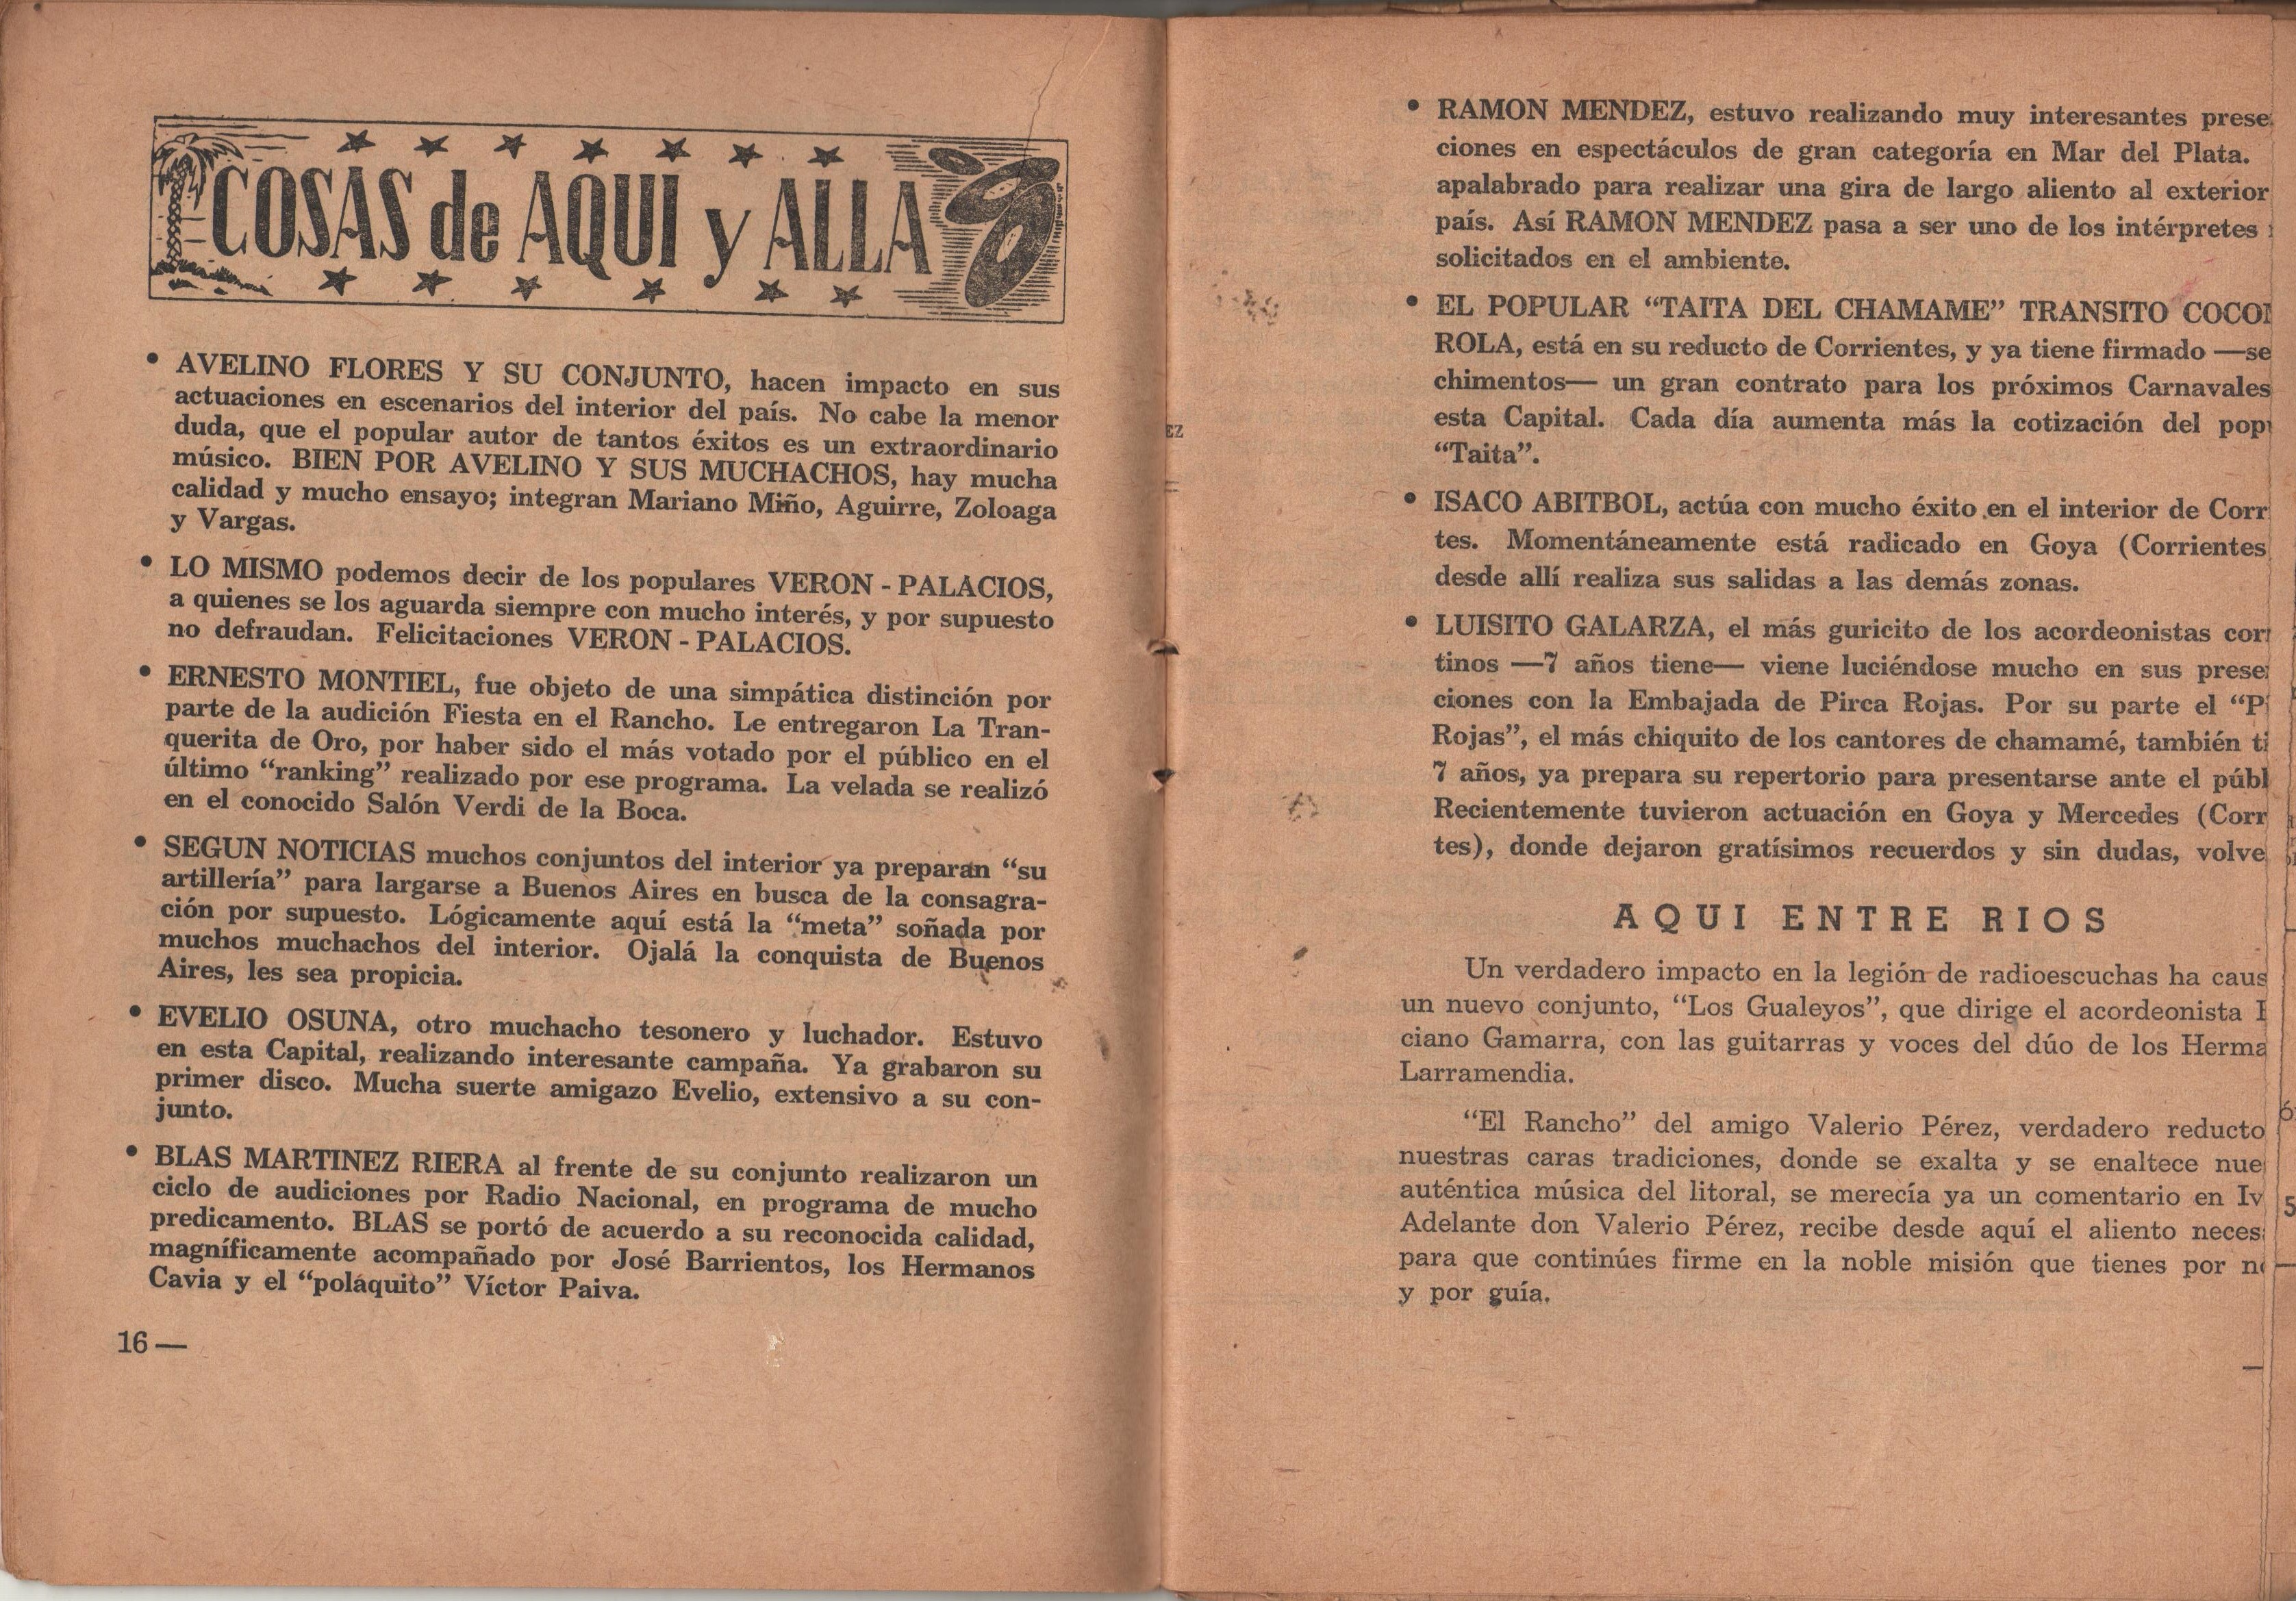 COSAS de AQUI y ALLA
• AVELINO FLORES Y SU CONJUNTO, hacen impacto en sus
actuaciones en escenarios del interior del país. No cabe la menor
duda, que el popular autor de tantos éxitos es un extraordinario
músico. BIEN POR AVELINO Y SUS MUCHACHOS, hay mucha
calidad y mucho ensayo; integran Mariano Miño, Aguirre, Zoloaga
y Vargas.
• LO MISMO podemos decir de los populares VERON - PALACIOS,
a quienes se los aguarda siempre con mucho interés, y por supuesto
no defraudan. Felicitaciones VERON - PALACIOS.
• ERNESTO MONTIEL, fue objeto de una simpática distinción por
parte de la audición Fiesta en el Rancho. Le entregaron La Tran-
querita de Oro, por haber sido el más votado por el público en el
último “ranking” realizado por ese programa. La velada se realizó
en el conocido Salón Verdi de la Boca.
• SEGUN NOTICIAS muchos conjuntos del interior ya preparan “su
artillería” para largarse a Buenos Aires en busca de la consagra-
ción por supuesto. Lógicamente aquí está la “meta” soñada por
muchos muchachos del interior. Ojalá la conquista de Buenos
Aires, les sea propicia.
• EVELIO OSUNA, otro muchacho tesonero y luchador. Estuvo
en esta Capital, realizando interesante campaña. Ya grabaron su
primer disco. Mucha suerte amigazo Evelio, extensivo a su con-
junto.
• BLAS MARTINEZ RIERA al frente de su conjunto realizaron un
ciclo de audiciones por Radio Nacional, en programa de mucho
predicamento. BLAS se portó de acuerdo a su reconocida calidad,
magníficamente acompañado por José Barrientos, los Hermanos
Cavia y el “poláquito” Víctor Paiva.
16 —
• RAMON MENDEZ, estuvo realizando muy interesantes prese
ciones en espectáculos de gran categoría en Mar del Plata.
apalabrado para realizar una gira de largo aliento al exterior
país. Así RAMON MENDEZ pasa a ser uno de los intérpretes
solicitados en el ambiente.
• EL POPULAR “TAITA DEL CHAMAME” TRANSITO COCO
ROLA, está en su reducto de Corrientes, y ya tiene firmado —se
chimentos— un gran contrato para los próximos Carnavales
esta Capital. Cada día aumenta más la cotización del pop
“Taita”.
• ISACO ABITBOL, actúa con mucho éxito en el interior de Corr
tes. Momentáneamente está radicado en Goya (Corrientes
desde allí realiza sus salidas a las demás zonas.
• LUISITO GALARZA, el más guricito de los acordeonistas cor
tinos —7 años tiene— viene luciéndose mucho en sus prese
ciones con la Embajada de Pirca Rojas. Por su parte el “P
Rojas”, el más chiquito de los cantores de chamamé, también ti
7 años, ya prepara su repertorio para presentarse ante el públ
Recientemente tuvieron actuación en Goya y Mercedes (Corr
tes), donde dejaron gratísimos recuerdos y sin dudas, volve
AQUI ENTRE RIOS
Un verdadero impacto en la legión de radioescuchas ha caus
un nuevo conjunto, “Los Gualeyos”, que dirige el acordeonista
ciano Gamarra, con las guitarras y voces del dúo de los Herma
Larramendia.
“El Rancho” del amigo Valerio Pérez, verdadero reducto
nuestras caras tradiciones, donde se exalta y se enaltece nue
auténtica música del litoral, se merecía ya un comentario en Iv
Adelante don Valerio Pérez, recibe desde aquí el aliento neces
para que continúes firme en la noble misión que tienes por n
y por guía.